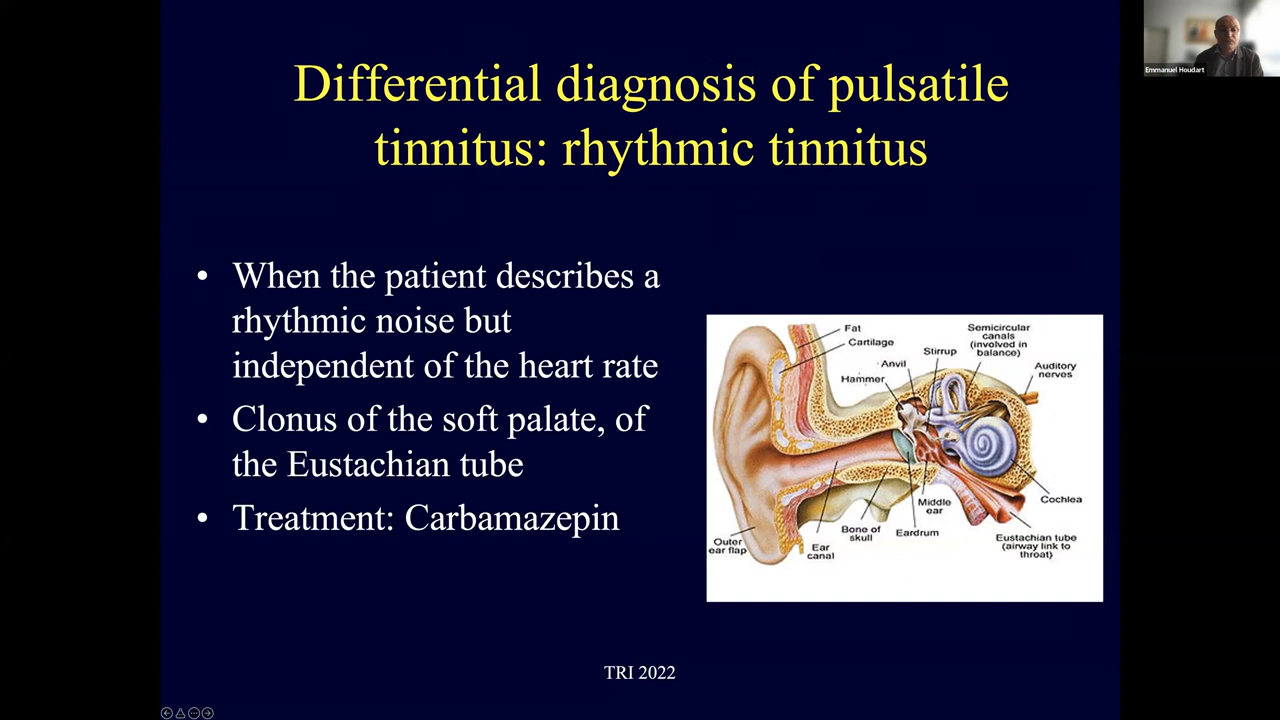 Emmanuel Houdart
Differential diagnosis of pulsatile
tinnitus: rhythmic tinnitus
• When the patient describes a
rhythmic noise but
independent of the heart rate
• Clonus of the soft palate, of
the Eustachian tube
• Treatment: Carbamazepin
Fat
Cartilage
Anvil
Hammer
Stirrup
Semicircular
canals
(involved in
balance)
Auditory
nerves
Cochlea
Middle
ear
Eardrum
Bone of
skull
Eustachian tube
(airway link to
throat)
Outer
ear flap
Ear
canal
TRI 2022